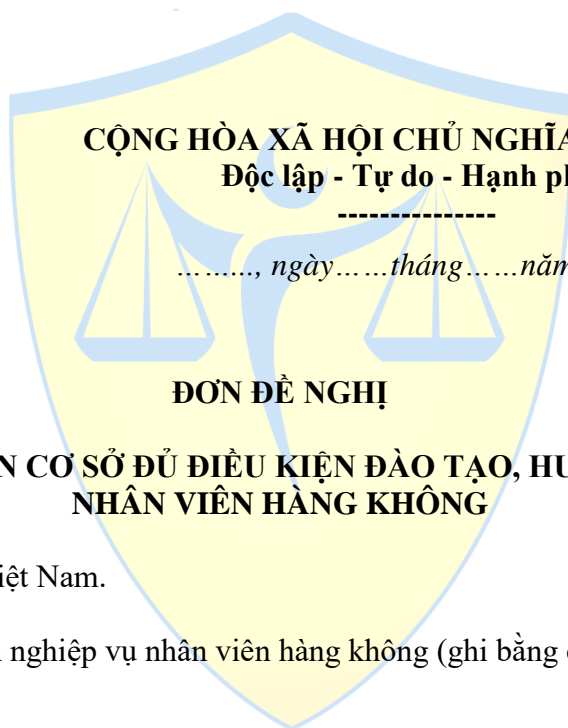 CỘNG HÒA XÃ HỘI CHỦ NGHĨA
Độc lập - Tự do - Hạnh ph
---------------
…......, ngày……tháng……năm
ĐƠN ĐỀ NGHỊ
N CƠ SỞ ĐỦ ĐIỀU KIỆN ĐÀO TẠO, HU
NHÂN VIÊN HÀNG KHÔNG
iệt Nam.
nghiệp vụ nhân viên hàng không (ghi bằng